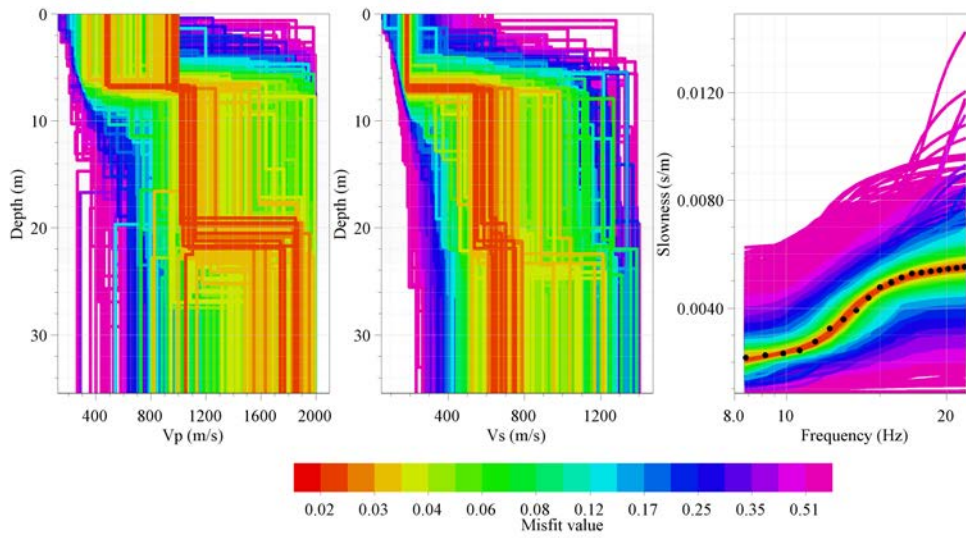 0
10
20
30
Depth (m)
400 800 1200 1600 2000
Vp (m/s)
0
10
20
30
Depth (m)
400 800 1200
Vs (m/s)
0.0120
0.0080
0.0040
Slowness (s/m)
8.0 10 20
Frequency (Hz)
0.02 0.03 0.04 0.06 0.08 0.12 0.17 0.25 0.35 0.51
Misfit value